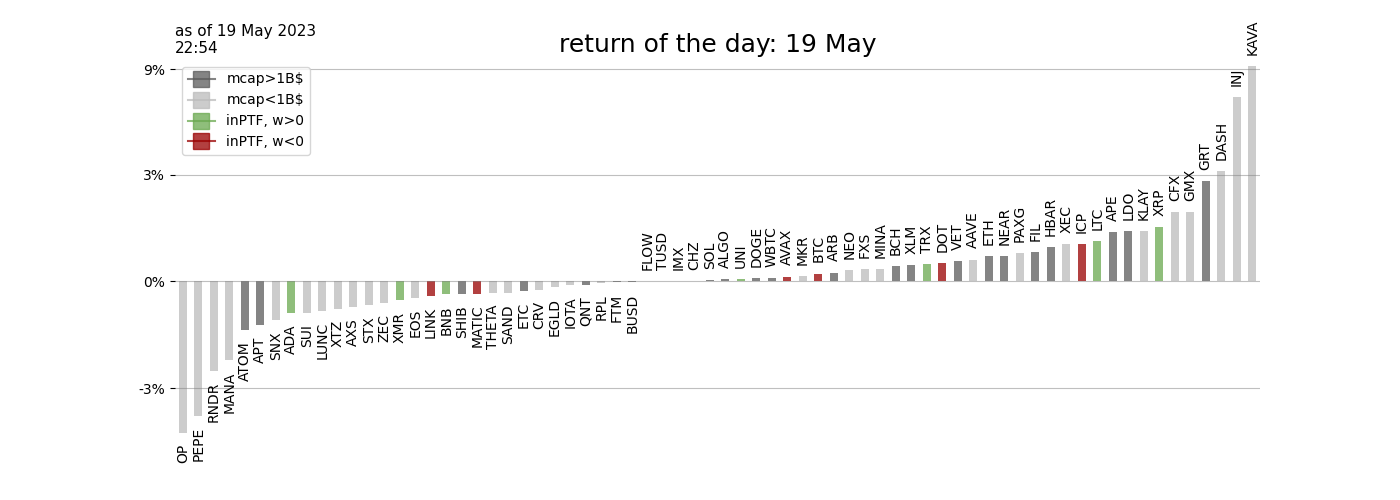 as of 19 May 2023
22:54
return of the day: 19 May
9%
3%
0%
-3%
mcap>1B$
mcap<1B$
inPTF, w>0
inPTF, w<0
OP
PEPE
RNDR
MANA
ATOM
APT
SNX
ADA
SUI
LUNC
XTZ
AXS
STX
ZEC
XMR
EOS
LINK
BNB
SHIB
MATIC
THETA
SAND
ETC
CRV
EGLD
IOTA
QNT
RPL
FTM
BUSD
FLOW
TUSD
IMX
CHZ
SOL
ALGO
UNI
DOGE
WBTC
AVAX
MKR
BTC
ARB
NEO
FXS
MINA
BCH
XLM
TRX
DOT
VET
AAVE
ETH
NEAR
PAXG
FIL
HBAR
XEC
ICP
LTC
APE
LDO
KLAY
XRP
CFX
GMX
GRT
DASH
INJ
KAVA